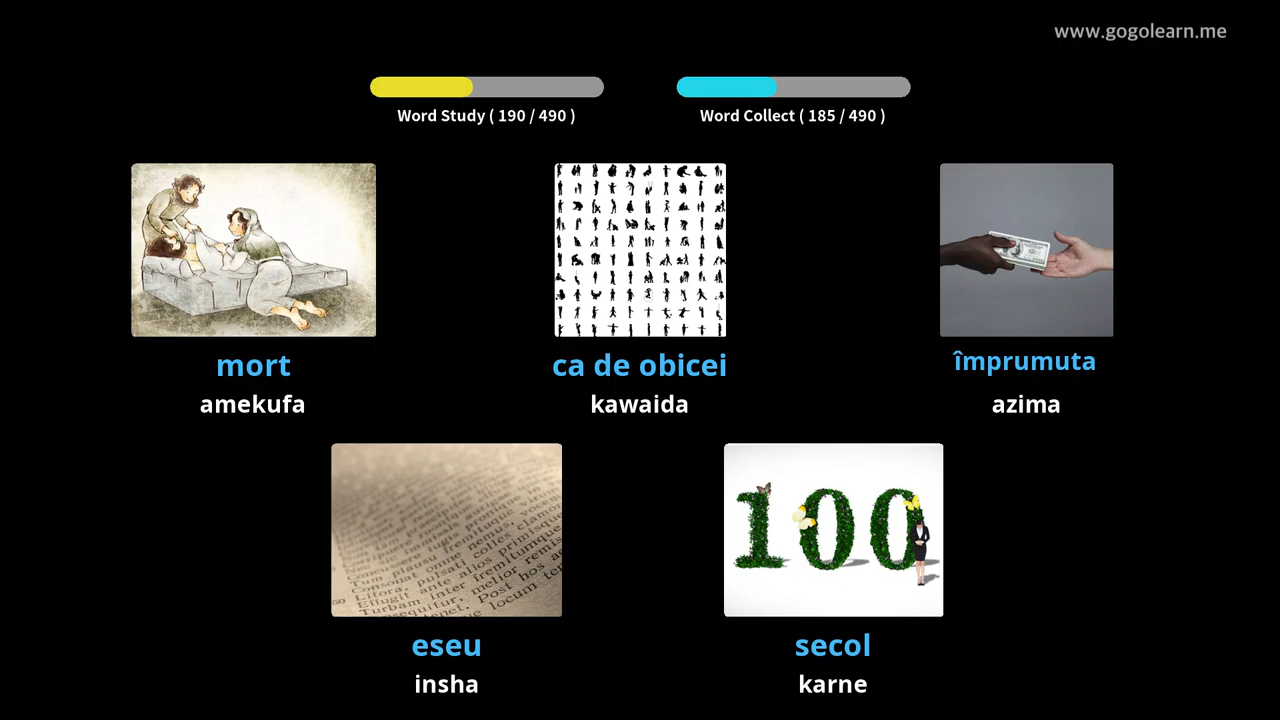 www.gogolearn.me
Word Study ( 190 / 490 )
Word Collect ( 185 / 490 )
mort
amekufa
ca de obicei
kawaida
împrumuta
azima
eseu
insha
100
secol
karne